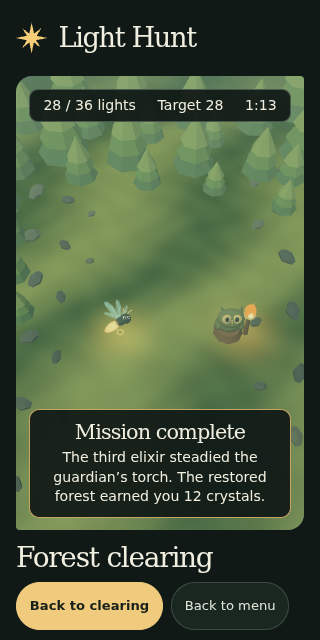 Light Hunt
28 / 36 lights Target 28 1:13
Mission complete
The third elixir steadied the
guardian’s torch. The restored
forest earned you 12 crystals.
Forest clearing
Back to clearing Back to menu